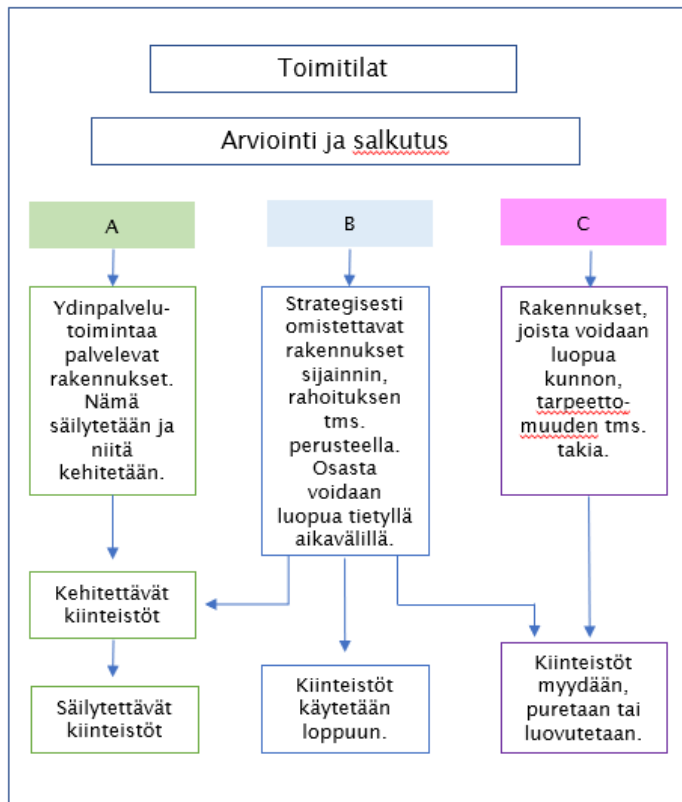 Toimitilat
Arviointi ja salkutus
A
B
C
Ydinpalvelu-
toimintaa
palvelevat
rakennukset.
Nämä
säilytetään ja
niitä
kehitetään.
Strategisesti
omistettavat
rakennukset
sijainnin,
rahoituksen
tms.
perusteella.
Osasta
voidaan
luopua tietyllä
aikavälillä.
Rakennukset,
joista voidaan
luopua
kunnon,
tarpeetto-
muuden tms.
takia.
Kehitettävät
kiinteistöt
Säilytettävät
kiinteistöt
Kiinteistöt
käytetään
loppuun.
Kiinteistöt
myydään,
puretaan tai
luovutetaan.